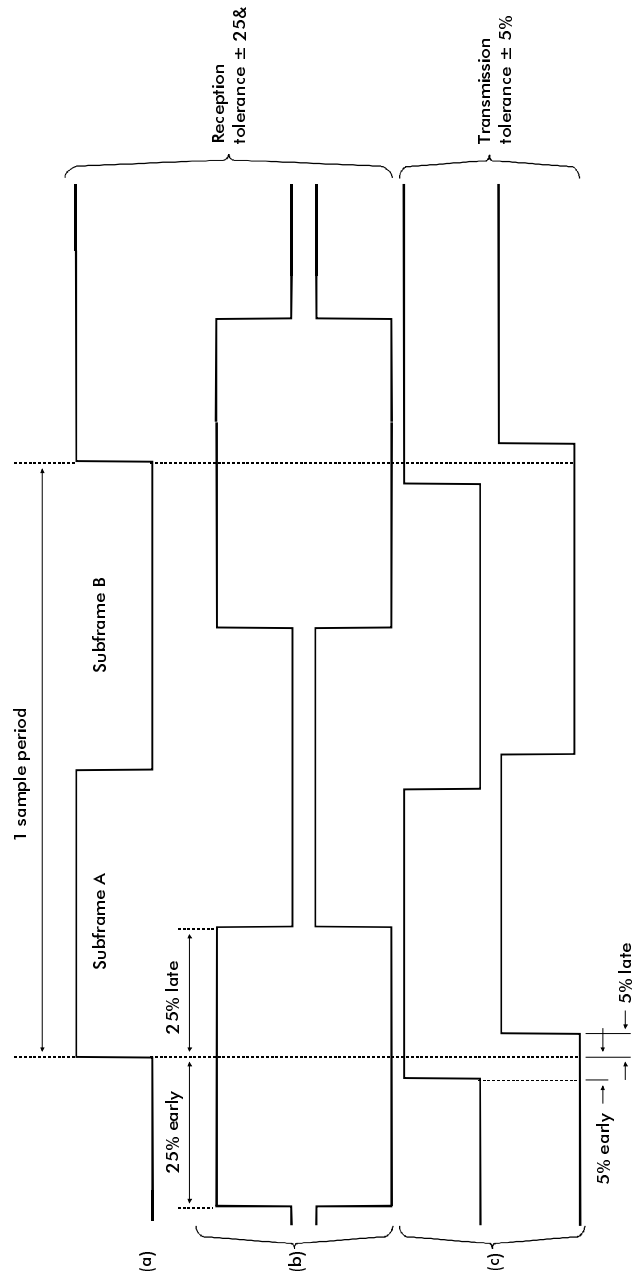 1 sample period
Subframe A
Subframe B
(a)
25% early
25% late
(b)
Reception
tolerance ± 25&
(c)
5% early
5% late
Transmission
tolerance ± 5%